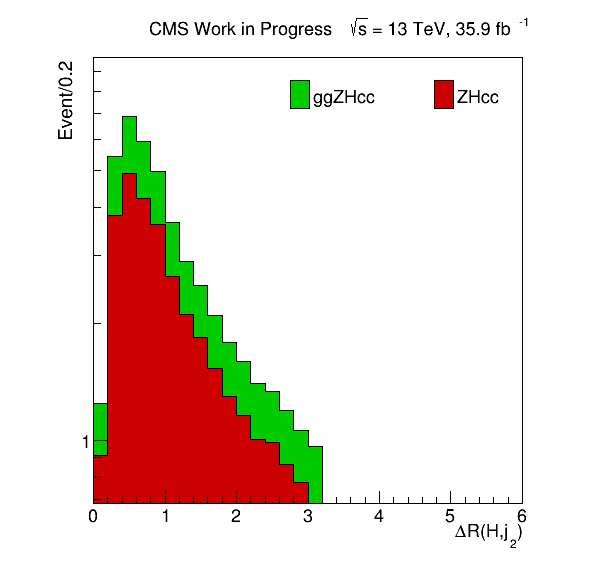 CMS Work in Progress √s = 13 TeV, 35.9 fb⁻¹
Event/0.2
ggZHcc ZHcc
1
0 1 2 3 4 5 6
ΔR(H,j₂)